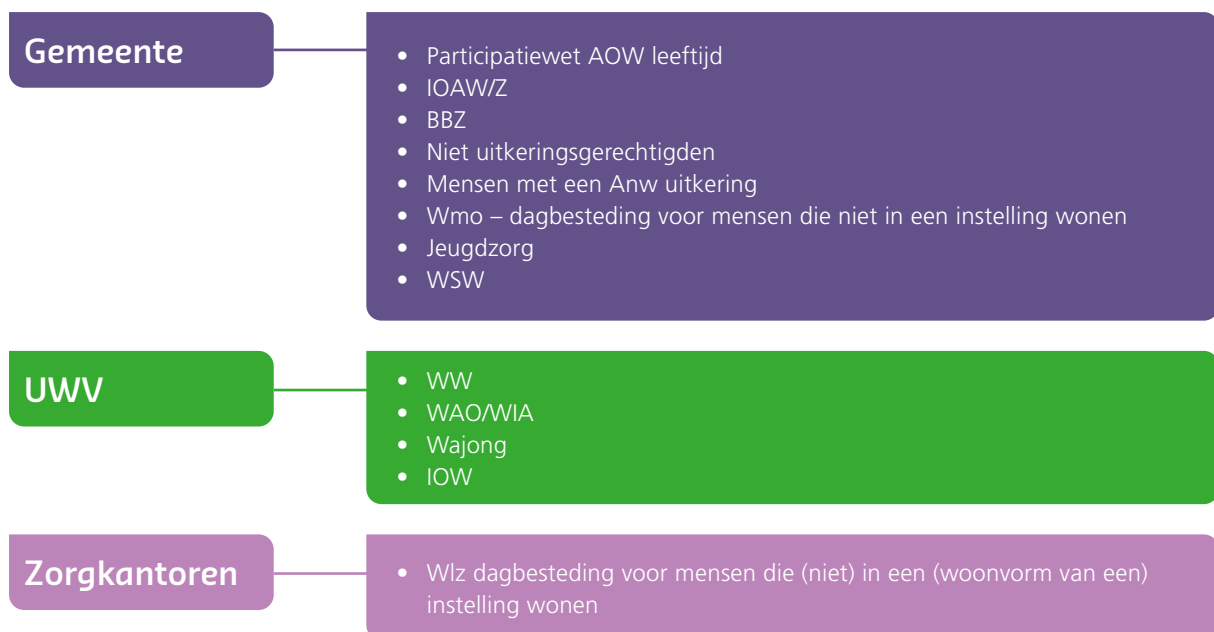 Gemeente
• Participatiewet AOW leeftijd
• IOAW/Z
• BBZ
• Niet uitkeringsgerechtigden
• Mensen met een Anw uitkering
• Wmo – dagbesteding voor mensen die niet in een instelling wonen
• Jeugdzorg
• WSW
UWV
• WW
• WAO/WIA
• Wajong
• IOW
Zorgkantoren
• Wlz dagbesteding voor mensen die (niet) in een (woonvorm van een)
instelling wonen